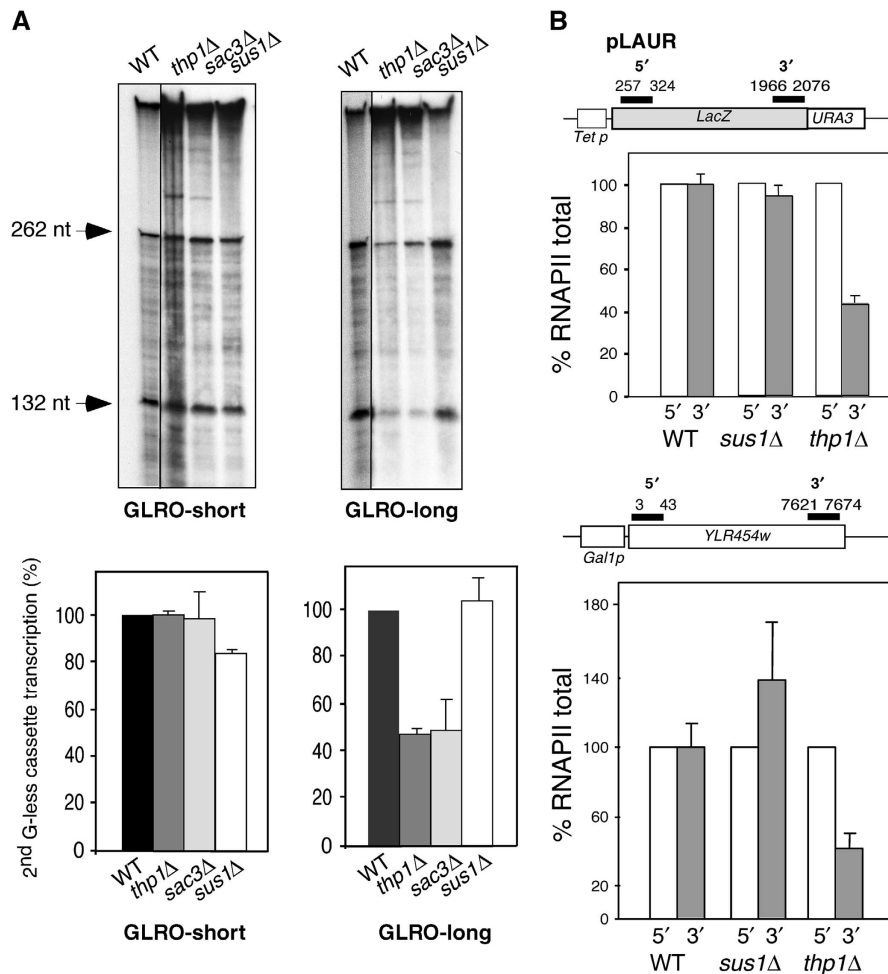 A
WT
thp1Δ
sac3Δ
sus1Δ
WT
thp1Δ
sac3Δ
sus1Δ
262 nt
132 nt
GLRO-short
GLRO-long
2nd G-less cassette transcription (%)
100
80
60
40
20
0
WT
thp1Δ
sac3Δ
sus1Δ
GLRO-short
100
80
60
40
20
0
WT
thp1Δ
sac3Δ
sus1Δ
GLRO-long
B
pLAUR
5′ 3′
257 324 1966 2076
LacZ
URA3
Tet p
% RNAPII total
100
80
60
40
20
0
5′ 3′ 5′ 3′ 5′ 3′
WT sus1Δ thp1Δ
5′ 3′
3 43 7621 7674
YLR454w
Gal1p
% RNAPII total
180
140
100
60
20
0
5′ 3′ 5′ 3′ 5′ 3′
WT sus1Δ thp1Δ